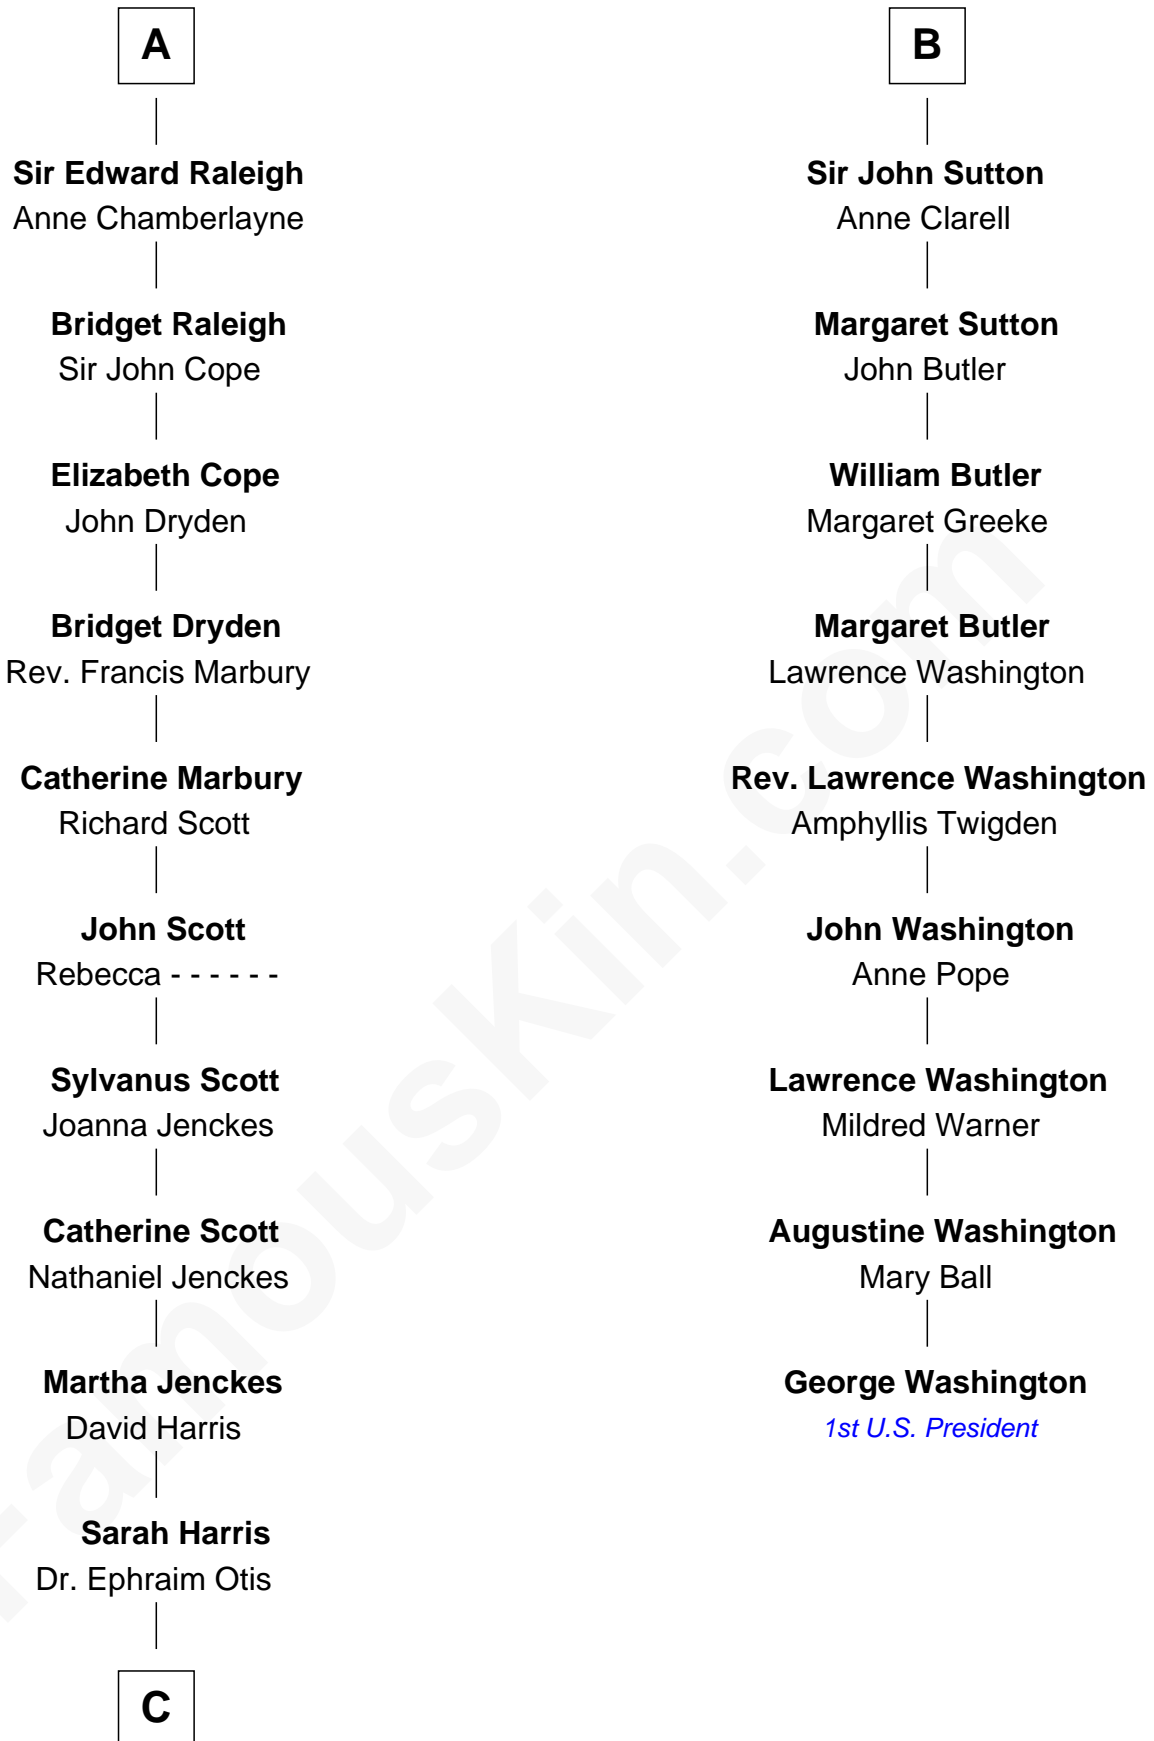 A
Sir Edward Raleigh
Anne Chamberlayne
Bridget Raleigh
Sir John Cope
Elizabeth Cope
John Dryden
Bridget Dryden
Rev. Francis Marbury
Catherine Marbury
Richard Scott
John Scott
Rebecca - - - - - -
Sylvanus Scott
Joanna Jenckes
Catherine Scott
Nathaniel Jenckes
Martha Jenckes
David Harris
Sarah Harris
Dr. Ephraim Otis
C
B
Sir John Sutton
Anne Clarell
Margaret Sutton
John Butler
William Butler
Margaret Greeke
Margaret Butler
Lawrence Washington
Rev. Lawrence Washington
Amphyllis Twigden
John Washington
Anne Pope
Lawrence Washington
Mildred Warner
Augustine Washington
Mary Ball
George Washington
1st U.S. President
FamousKin.com